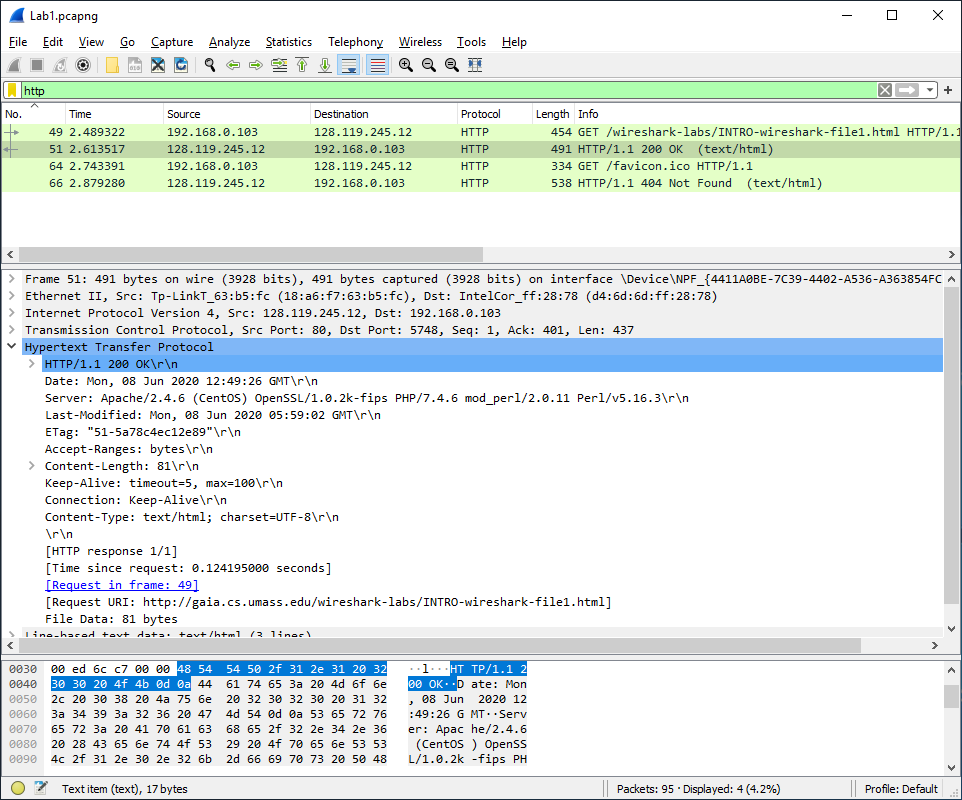 Lab1.pcapng
File Edit View Go Capture Analyze Statistics Telephony Wireless Tools Help
http
No. Time Source Destination Protocol Length Info
49 2.489322 192.168.0.103 128.119.245.12 HTTP 454 GET /wireshark-labs/INTRO-wireshark-file1.html HTTP/1.1
51 2.613517 128.119.245.12 192.168.0.103 HTTP 491 HTTP/1.1 200 OK  (text/html)
64 2.743391 192.168.0.103 128.119.245.12 HTTP 334 GET /favicon.ico HTTP/1.1
66 2.879280 128.119.245.12 192.168.0.103 HTTP 538 HTTP/1.1 404 Not Found  (text/html)
Frame 51: 491 bytes on wire (3928 bits), 491 bytes captured (3928 bits) on interface \Device\NPF_{4411A0BE-7C39-4402-A536-A363854FC
Ethernet II, Src: Tp-LinkT_63:b5:fc (18:a6:f7:63:b5:fc), Dst: IntelCor_ff:28:78 (d4:6d:6d:ff:28:78)
Internet Protocol Version 4, Src: 128.119.245.12, Dst: 192.168.0.103
Transmission Control Protocol, Src Port: 80, Dst Port: 5748, Seq: 1, Ack: 401, Len: 437
Hypertext Transfer Protocol
HTTP/1.1 200 OK\r\n
Date: Mon, 08 Jun 2020 12:49:26 GMT\r\n
Server: Apache/2.4.6 (CentOS) OpenSSL/1.0.2k-fips PHP/7.4.6 mod_perl/2.0.11 Perl/v5.16.3\r\n
Last-Modified: Mon, 08 Jun 2020 05:59:02 GMT\r\n
ETag: "51-5a78c4ec12e89"\r\n
Accept-Ranges: bytes\r\n
Content-Length: 81\r\n
Keep-Alive: timeout=5, max=100\r\n
Connection: Keep-Alive\r\n
Content-Type: text/html; charset=UTF-8\r\n
\r\n
[HTTP response 1/1]
[Time since request: 0.124195000 seconds]
[Request in frame: 49]
[Request URI: http://gaia.cs.umass.edu/wireshark-labs/INTRO-wireshark-file1.html]
File Data: 81 bytes
Line-based text data: text/html (3 lines)
0030 00 ed 6c c7 00 00 48 54 54 50 2f 31 2e 31 20 32 ··l···HT TP/1.1 2
0040 30 30 20 4f 4b 0d 0a 44 61 74 65 3a 20 4d 6f 6e 00 OK··D ate: Mon
0050 2c 20 30 38 20 4a 75 6e 20 32 30 32 30 20 31 32 , 08 Jun  2020 12
0060 3a 34 39 3a 32 36 20 47 4d 54 0d 0a 53 65 72 76 :49:26 G MT··Serv
0070 65 72 3a 20 41 70 61 63 68 65 2f 32 2e 34 2e 36 er: Apac he/2.4.6
0080 20 28 43 65 6e 74 4f 53 29 20 4f 70 65 6e 53 53 (CentOS ) OpenSS
0090 4c 2f 31 2e 30 2e 32 6b 2d 66 69 70 73 20 50 48 L/1.0.2k -fips PH
Text item (text), 17 bytes Packets: 95 · Displayed: 4 (4.2%) Profile: Default